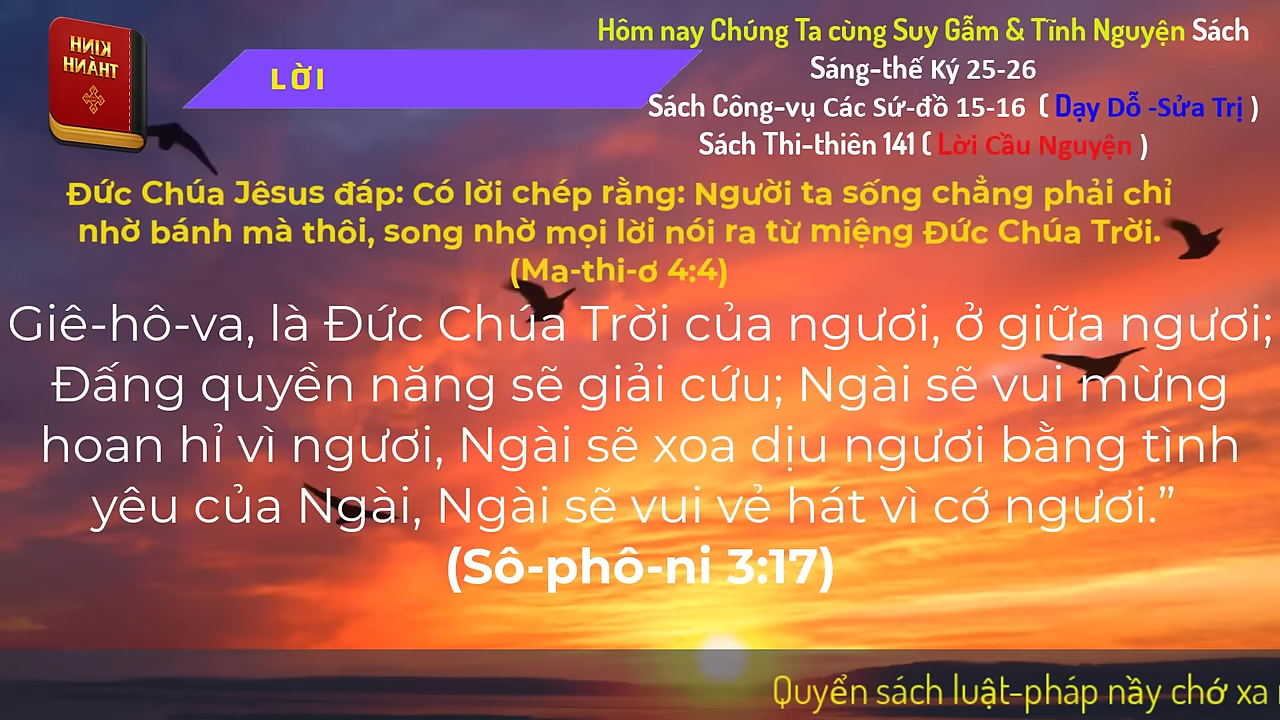 KINH
THÁNH
LỜI
Hôm nay Chúng Ta cùng Suy Gẫm & Tĩnh Nguyện Sách
Sáng-thế Ký 25-26
Sách Công-vụ Các Sứ-đồ 15-16 ( Dạy Dỗ -Sửa Trị )
Sách Thi-thiên 141 ( Lời Cầu Nguyện )
Đức Chúa Jêsus đáp: Có lời chép rằng: Người ta sống chẳng phải chỉ
nhờ bánh mà thôi, song nhờ mọi lời nói ra từ miệng Đức Chúa Trời.
(Ma-thi-ơ 4:4)
Giê-hô-va, là Đức Chúa Trời của ngươi, ở giữa ngươi;
Đấng quyền năng sẽ giải cứu; Ngài sẽ vui mừng
hoan hỉ vì ngươi, Ngài sẽ xoa dịu ngươi bằng tình
yêu của Ngài, Ngài sẽ vui vẻ hát vì cớ ngươi.”
(Sô-phô-ni 3:17)
Quyển sách luật-pháp nầy chớ xa